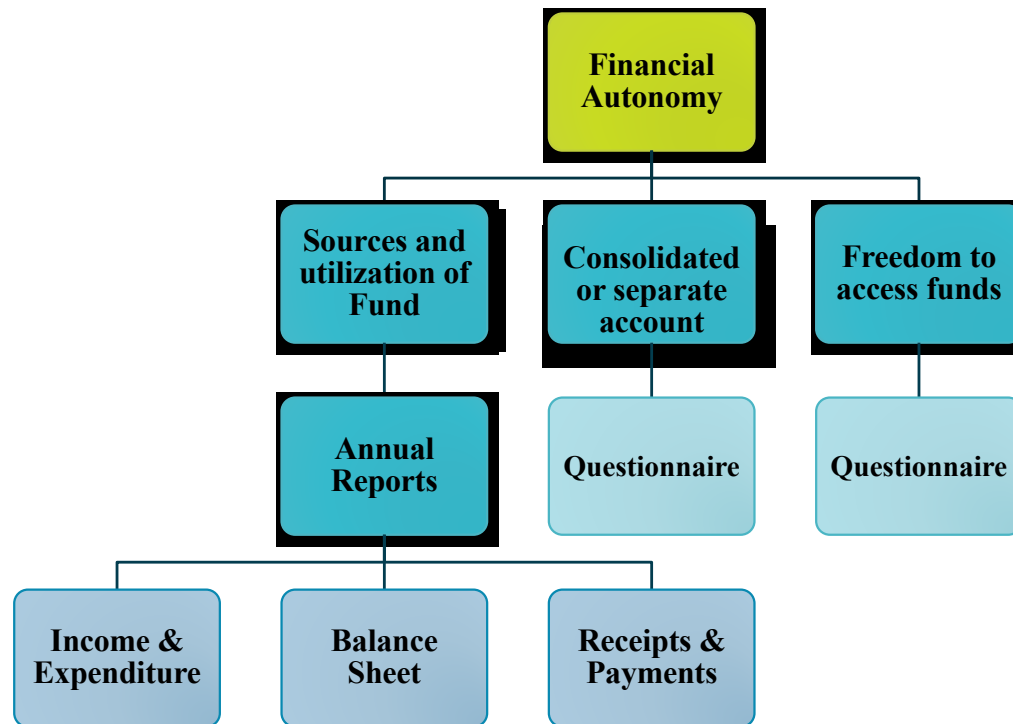 Financial
Autonomy
Sources and
utilization of
Fund
Consolidated
or separate
account
Freedom to
access funds
Annual
Reports
Questionnaire
Questionnaire
Income &
Expenditure
Balance
Sheet
Receipts &
Payments